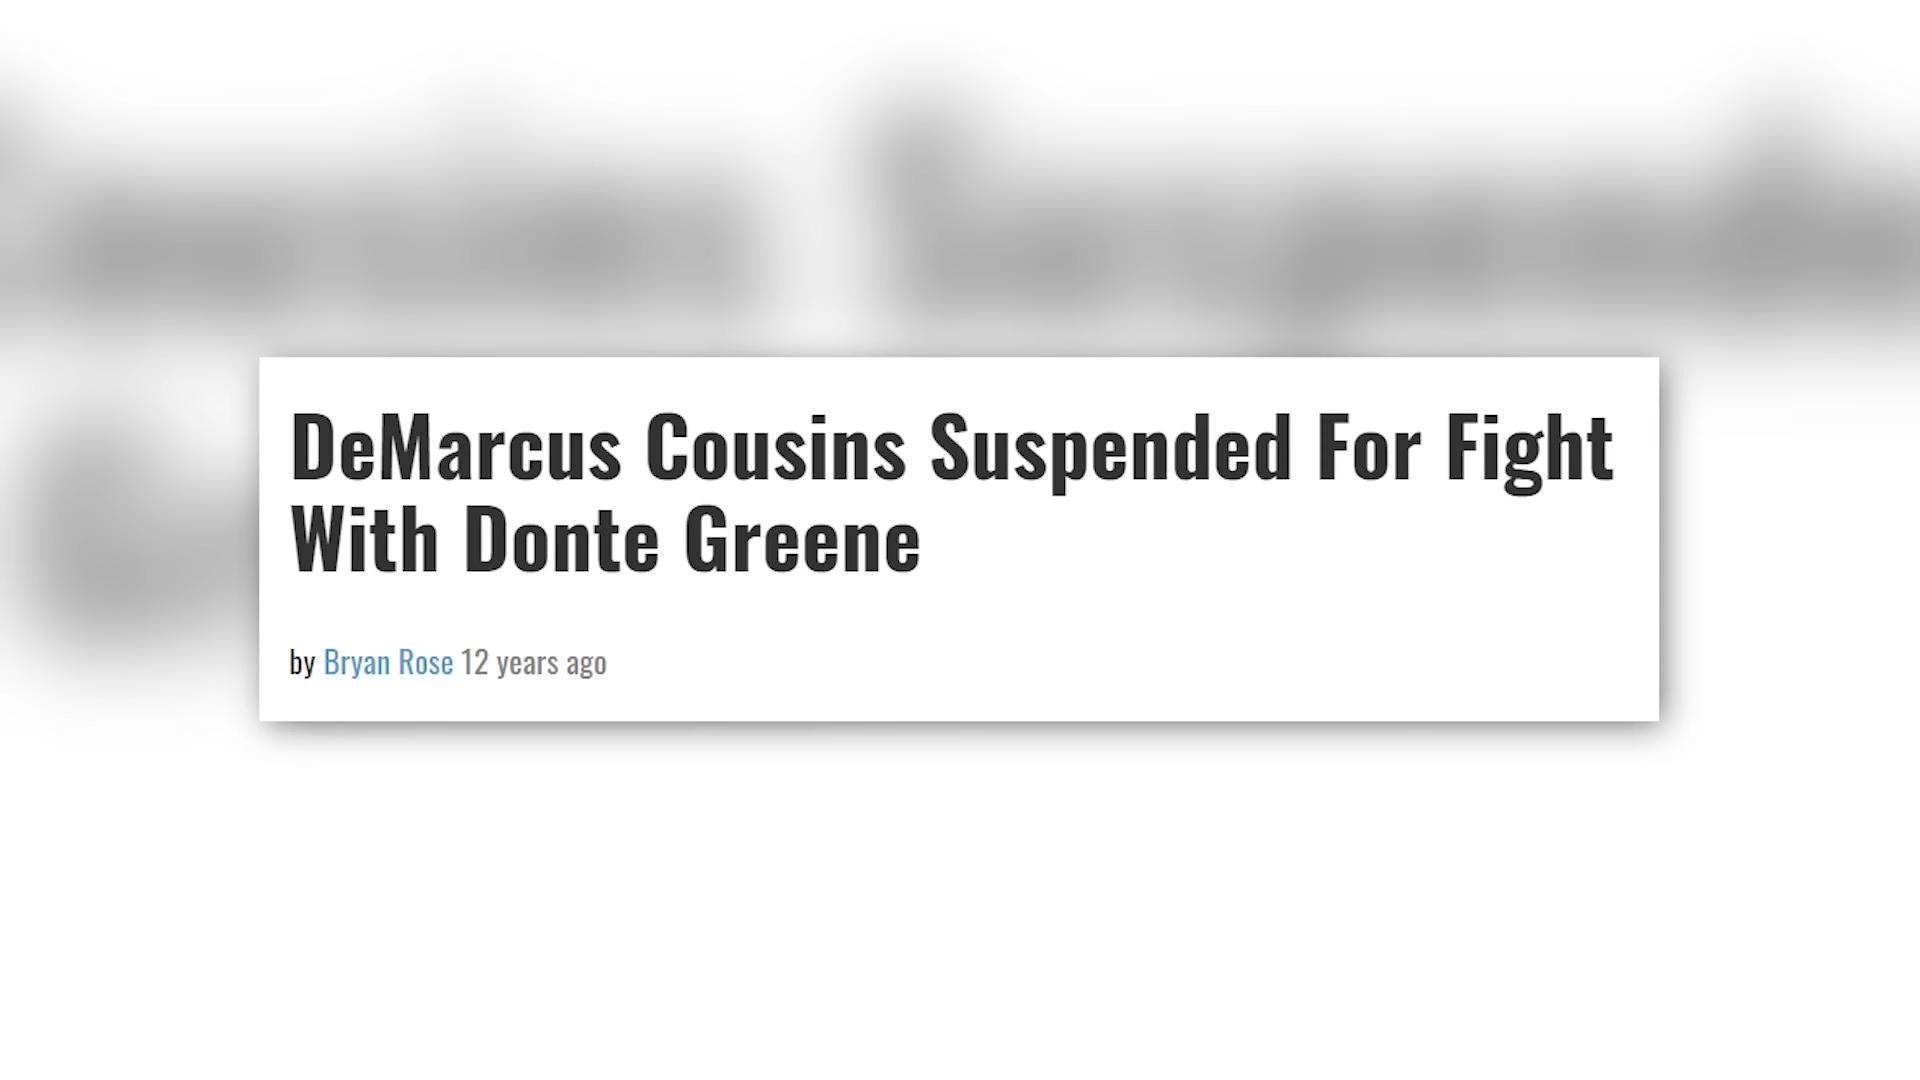 DeMarcus Cousins Suspended For Fight
With Donte Greene
by Bryan Rose 12 years ago